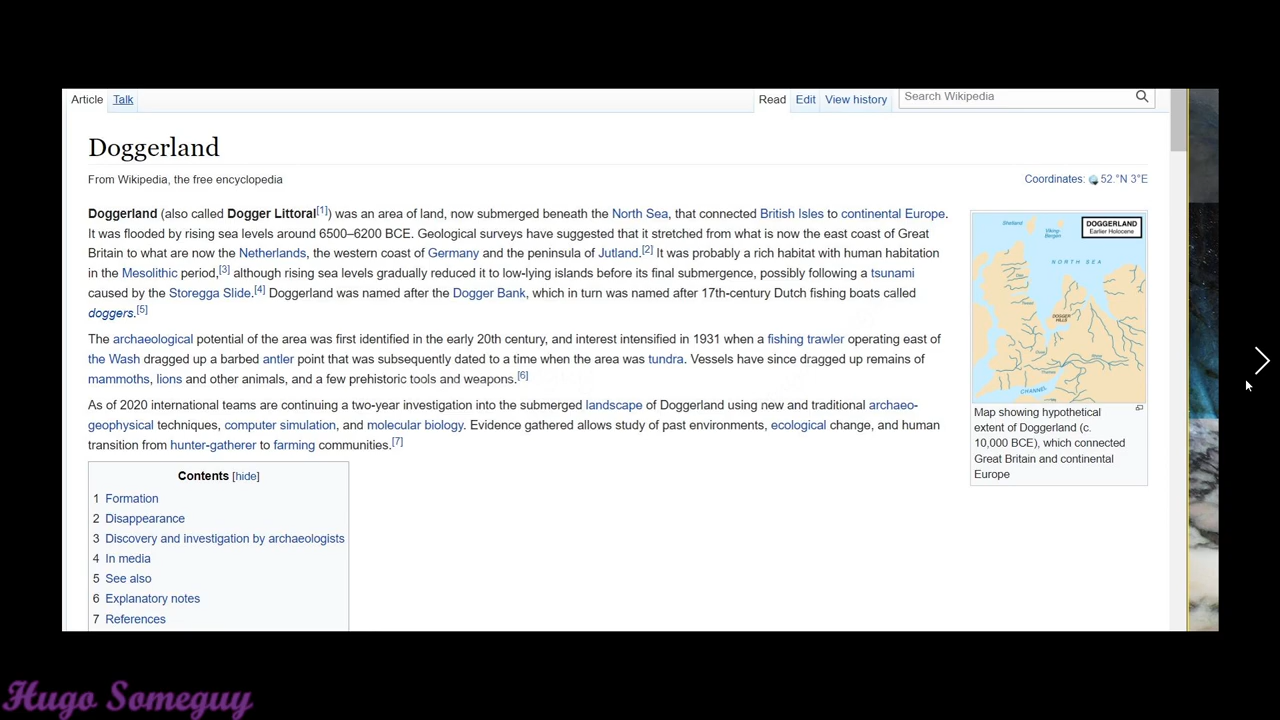 Article Talk Read Edit View history Search Wikipedia
Doggerland
From Wikipedia, the free encyclopedia
Coordinates: 52.°N 3°E
Doggerland (also called Dogger Littoral[1]) was an area of land, now submerged beneath the North Sea, that connected British Isles to continental Europe.
It was flooded by rising sea levels around 6500–6200 BCE. Geological surveys have suggested that it stretched from what is now the east coast of Great
Britain to what are now the Netherlands, the western coast of Germany and the peninsula of Jutland.[2] It was probably a rich habitat with human habitation
in the Mesolithic period,[3] although rising sea levels gradually reduced it to low-lying islands before its final submergence, possibly following a tsunami
caused by the Storegga Slide.[4] Doggerland was named after the Dogger Bank, which in turn was named after 17th-century Dutch fishing boats called
doggers.[5]
The archaeological potential of the area was first identified in the early 20th century, and interest intensified in 1931 when a fishing trawler operating east of
the Wash dragged up a barbed antler point that was subsequently dated to a time when the area was tundra. Vessels have since dragged up remains of
mammoths, lions and other animals, and a few prehistoric tools and weapons.[6]
As of 2020 international teams are continuing a two-year investigation into the submerged landscape of Doggerland using new and traditional archaeo-
geophysical techniques, computer simulation, and molecular biology. Evidence gathered allows study of past environments, ecological change, and human
transition from hunter-gatherer to farming communities.[7]
Contents [hide]
1 Formation
2 Disappearance
3 Discovery and investigation by archaeologists
4 In media
5 See also
6 Explanatory notes
7 References
Shetland
Viking-
Bergen
DOGGERLAND
Earlier Holocene
NORTH SEA
DOGGER
HILLS
CHANNEL
Map showing hypothetical
extent of Doggerland (c.
10,000 BCE), which connected
Great Britain and continental
Europe
Hugo Someguy